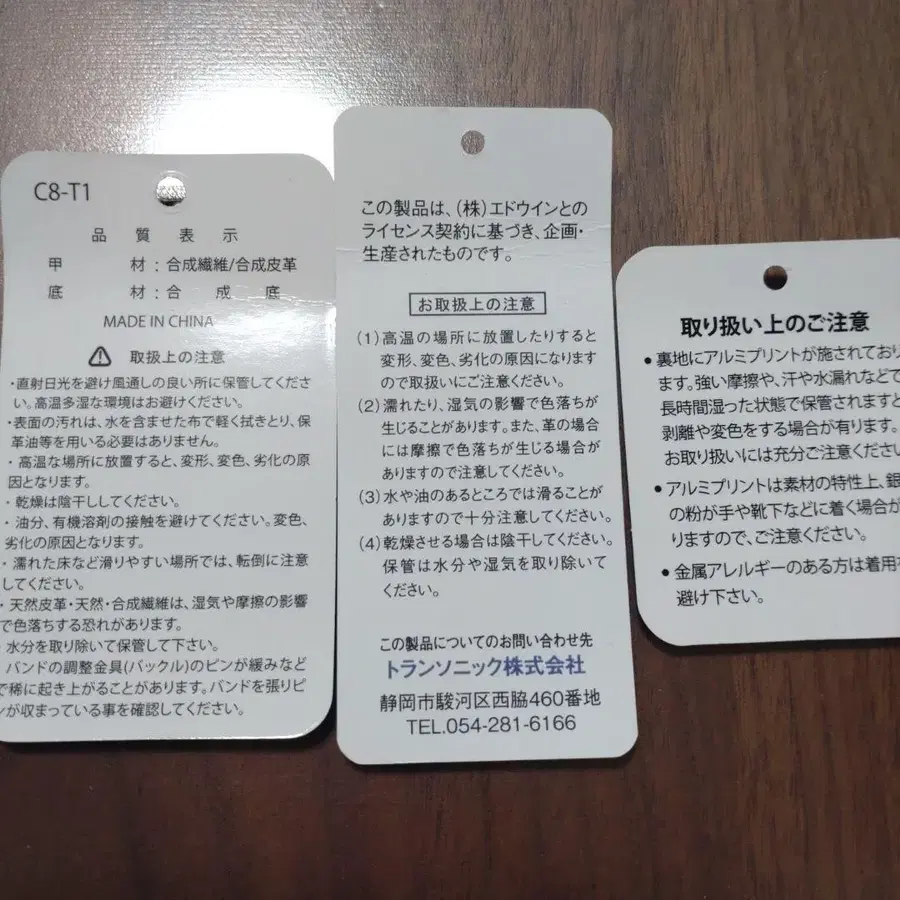 C8-T1
品質表示
甲材:合成繊維/合成皮革
底材:合成底
MADE IN CHINA
取扱上の注意
・直射日光を避け風通しの良い所に保管してくださ
い。高温多湿な環境はお避けください。
・表面の汚れは、水を含ませた布で軽く拭きとり、保
革油等を用いる必要はありません。
・高温な場所に放置すると、変形、変色、劣化の原
因となります。
・乾燥は陰干ししてください。
・油分、有機溶剤の接触を避けてください。変色、
劣化の原因となります。
・濡れた床など滑りやすい場所では、転倒に注意
してください。
・天然皮革・天然・合成繊維は、湿気や摩擦の影響
で色落ちする恐れがあります。
水分を取り除いて保管して下さい。
バンドの調整金具(バックル)のピンが緩みなど
で稀に起き上がることがあります。バンドを張りピ
ンが収まっている事を確認してください。
この製品は、(株)エドウインとの
ライセンス契約に基づき、企画・
生産されたものです。
お取扱上の注意
(1)高温の場所に放置したりすると
変形、変色、劣化の原因になります
ので取扱いにご注意ください。
(2)濡れたり、湿気の影響で色落ちが
生じることがあります。また、革の場合
には摩擦で色落ちが生じる場合が
ありますので注意してください。
(3)水や油のあるところでは滑ることが
ありますので十分注意してください。
(4)乾燥させる場合は陰干してください。
保管は水分や湿気を取り除いて
ください。
この製品についてのお問い合わせ先
トランソニック株式会社
静岡市駿河区西脇460番地
TEL.054-281-6166
取り扱い上のご注意
●裏地にアルミプリントが施されており
ます。強い摩擦や、汗や水漏れなどで
長時間湿った状態で保管されますと
剥離や変色をする場合が有ります。
お取り扱いには充分ご注意ください
●アルミプリントは素材の特性上、銀
の粉が手や靴下などに着く場合が
りますので、ご注意ください。
●金属アレルギーのある方は着用を
避け下さい。